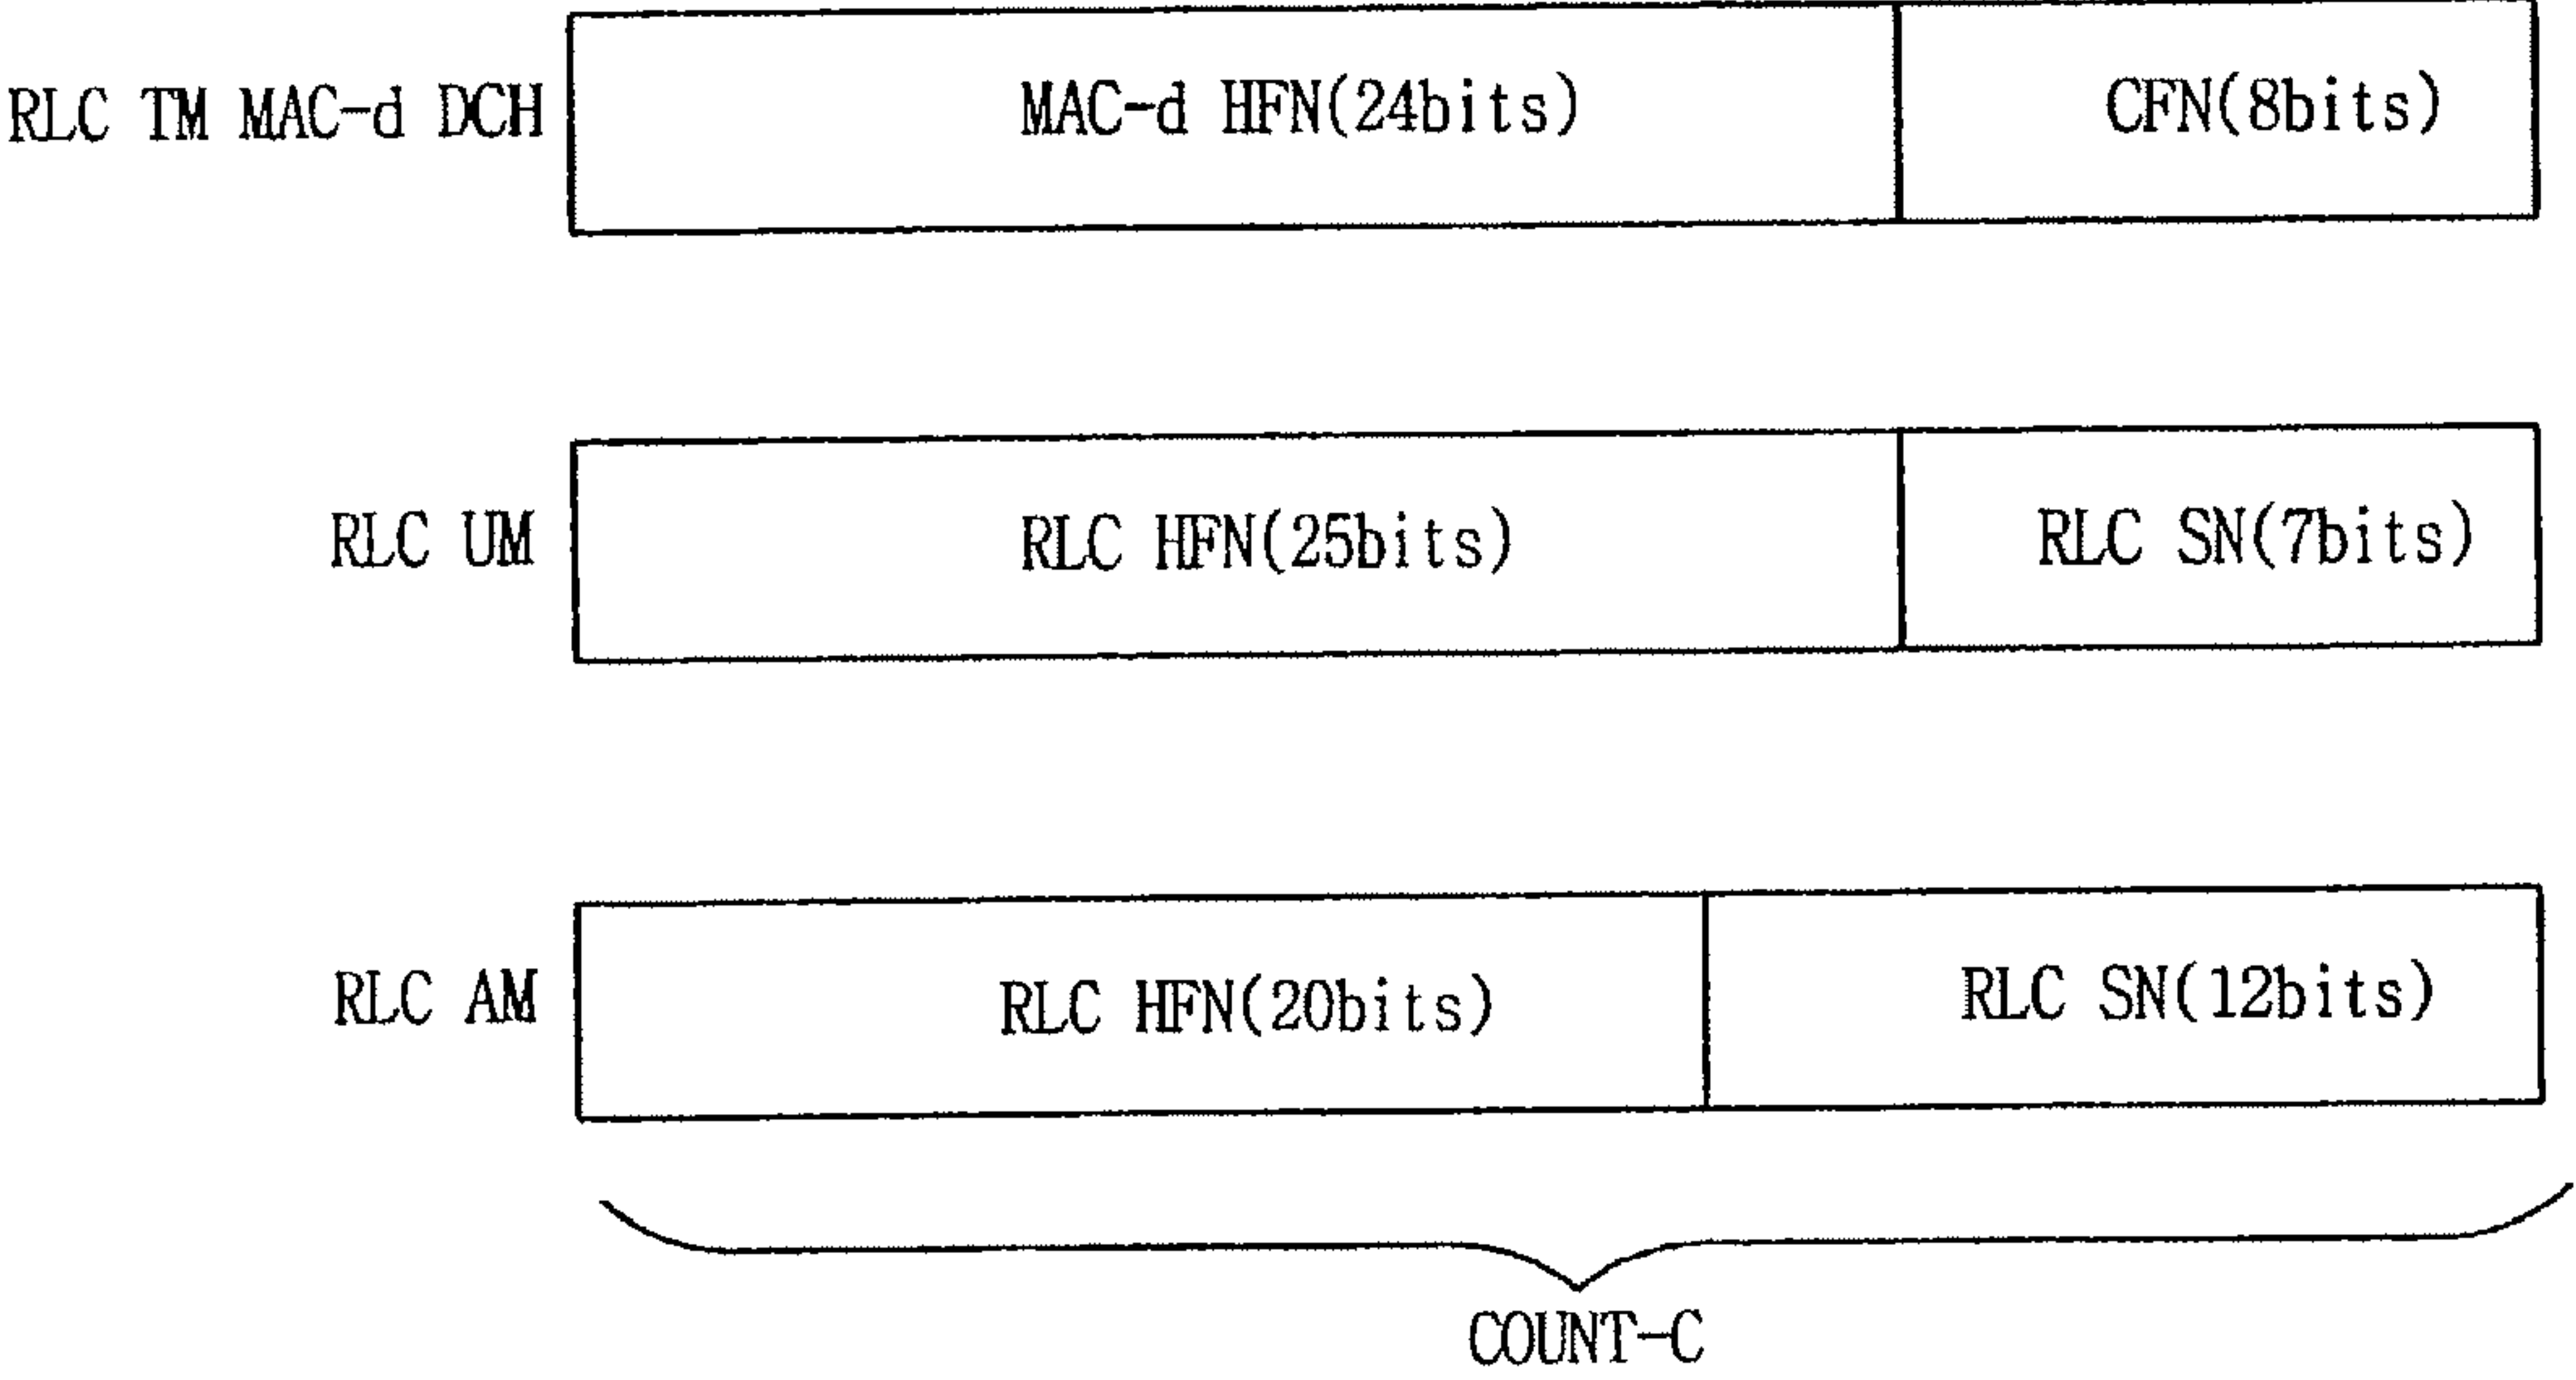 RLC TM MAC-d DCH MAC-d HFN(24bits) CFN(8bits)
RLC UM RLC HFN(25bits) RLC SN(7bits)
RLC AM RLC HFN(20bits) RLC SN(12bits)
COUNT-C